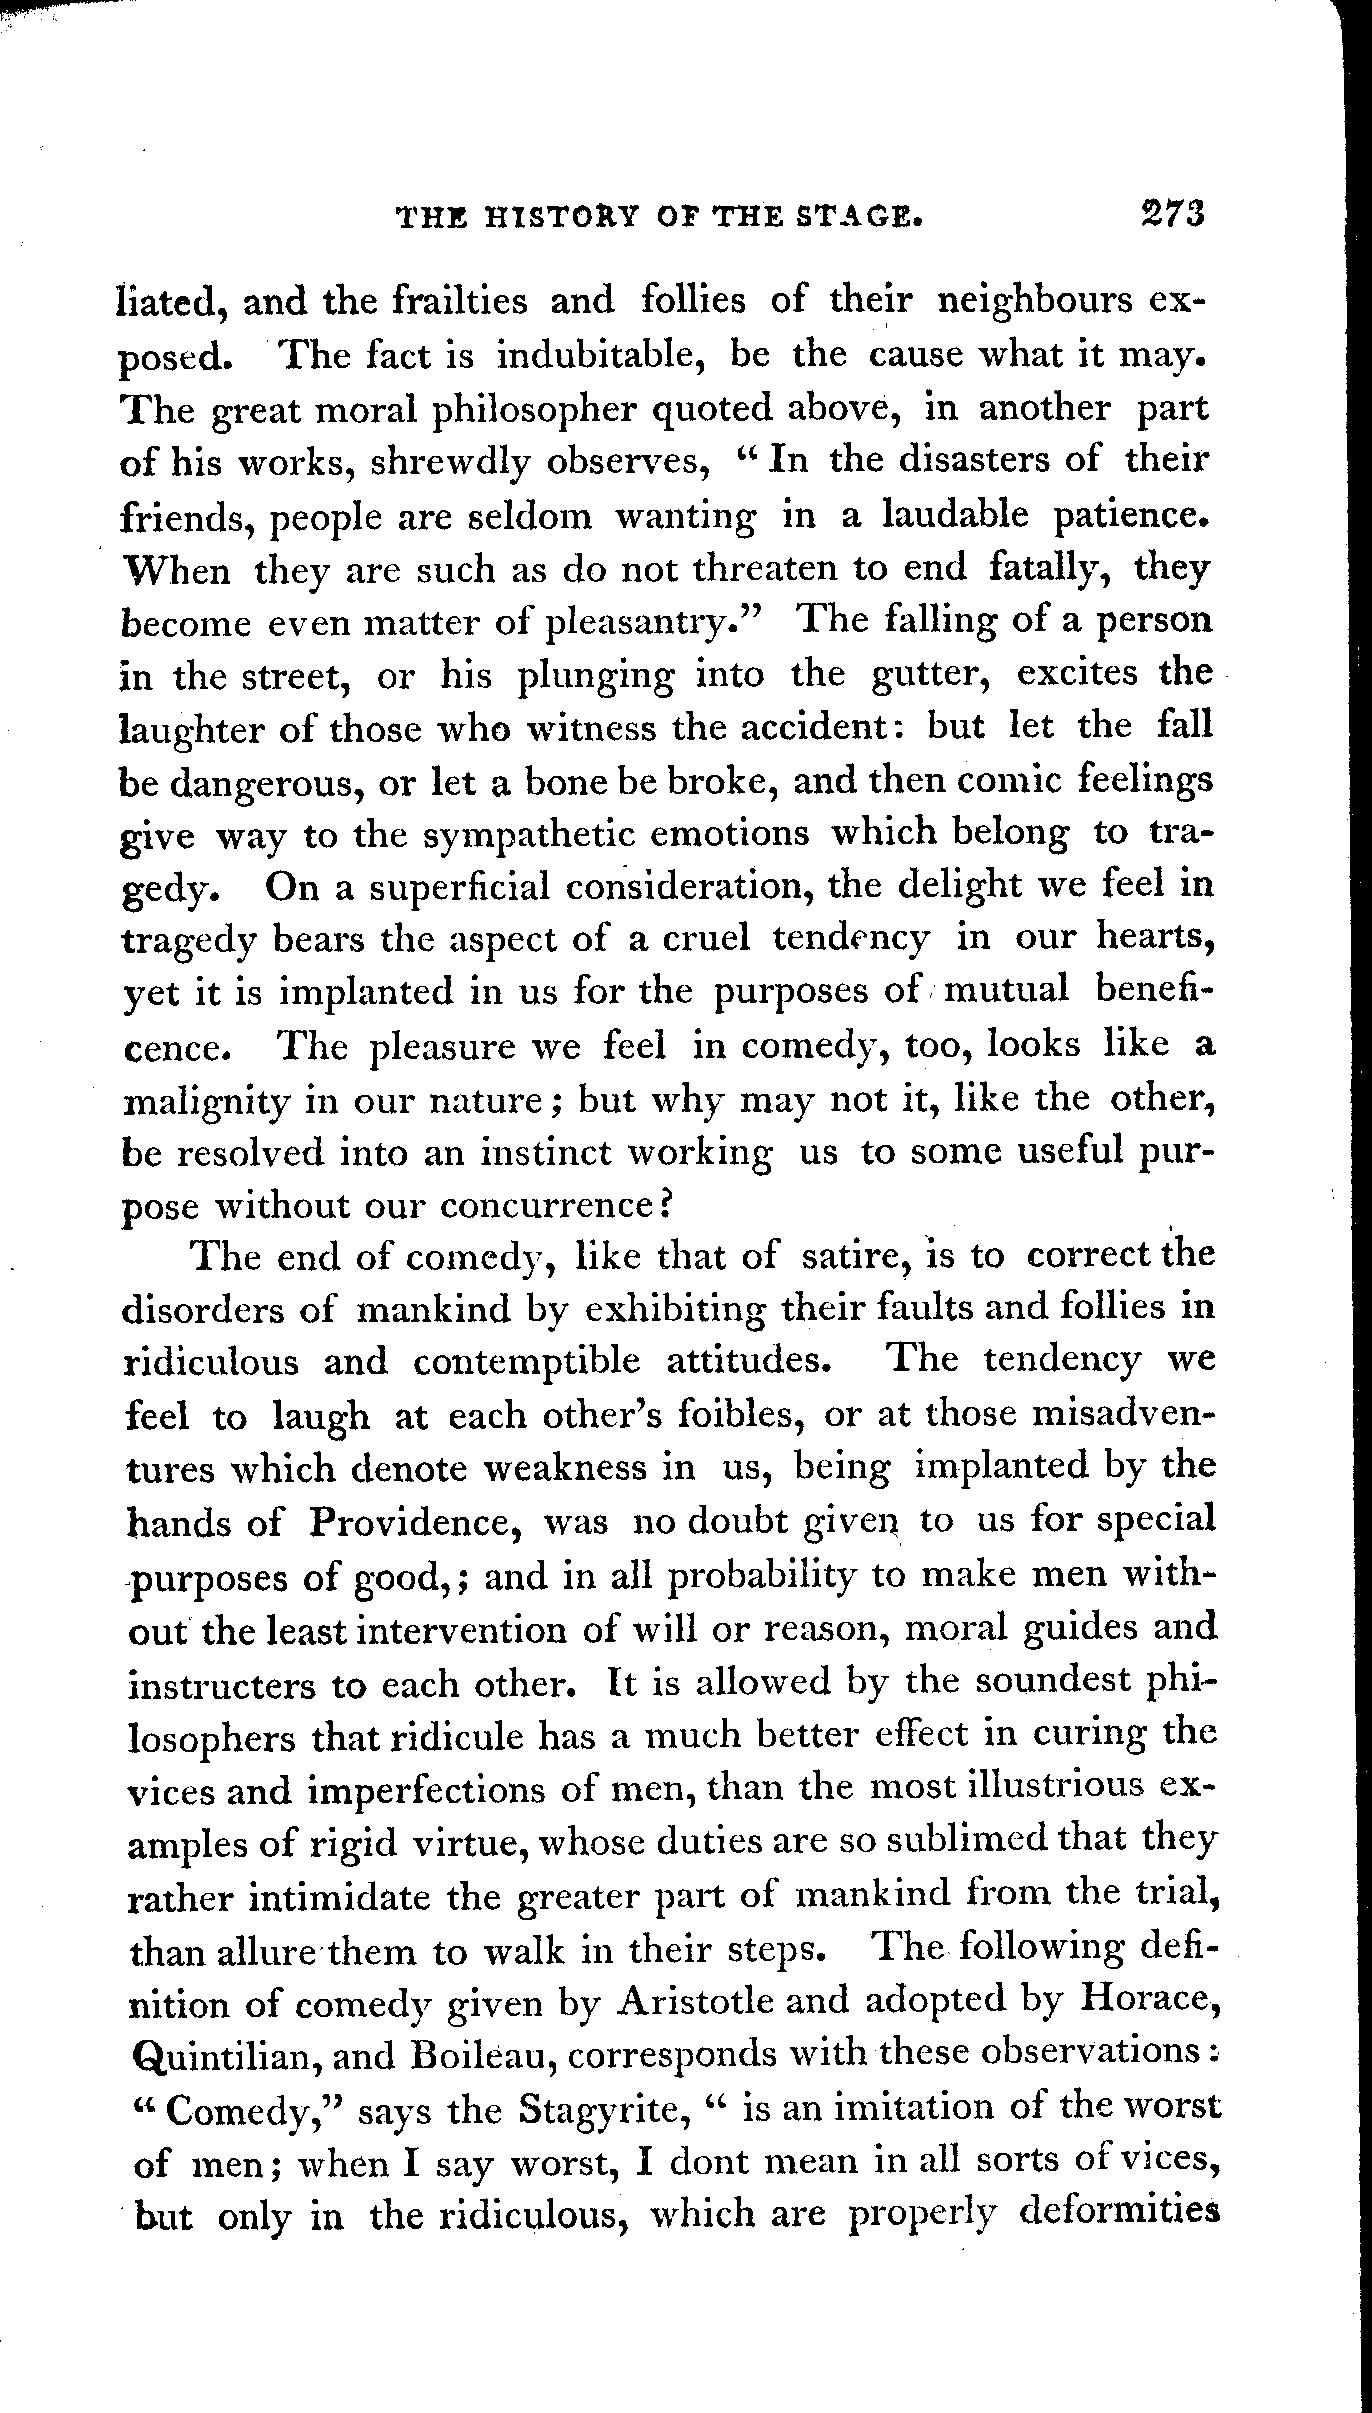 THE HISTORY OF THE STAGE. 273
liated, and the frailties and follies of their neighbours ex-
posed. The fact is indubitable, be the cause what it may.
The great moral philosopher quoted above, in another part
of his works, shrewdly observes, “ In the disasters of their
friends, people are seldom wanting in a laudable patience.
When they are such as do not threaten to end fatally, they
become even matter of pleasantry.” The falling of a person
in the street, or his plunging into the gutter, excites the
laughter of those who witness the accident: but let the fall
be dangerous, or let a bone be broke, and then comic feelings
give way to the sympathetic emotions which belong to tra-
gedy. On a superficial consideration, the delight we feel in
tragedy bears the aspect of a cruel tendency in our hearts,
yet it is implanted in us for the purposes of mutual benefi-
cence. The pleasure we feel in comedy, too, looks like a
malignity in our nature; but why may not it, like the other,
be resolved into an instinct working us to some useful pur-
pose without our concurrence?
The end of comedy, like that of satire, is to correct the
disorders of mankind by exhibiting their faults and follies in
ridiculous and contemptible attitudes. The tendency we
feel to laugh at each other’s foibles, or at those misadven-
tures which denote weakness in us, being implanted by the
hands of Providence, was no doubt given to us for special
purposes of good,; and in all probability to make men with-
out the least intervention of will or reason, moral guides and
instructers to each other. It is allowed by the soundest phi-
losophers that ridicule has a much better effect in curing the
vices and imperfections of men, than the most illustrious ex-
amples of rigid virtue, whose duties are so sublimed that they
rather intimidate the greater part of mankind from the trial,
than allure them to walk in their steps. The following defi-
nition of comedy given by Aristotle and adopted by Horace,
Quintilian, and Boileau, corresponds with these observations:
“ Comedy,” says the Stagyrite, “ is an imitation of the worst
of men; when I say worst, I dont mean in all sorts of vices,
but only in the ridiculous, which are properly deformities